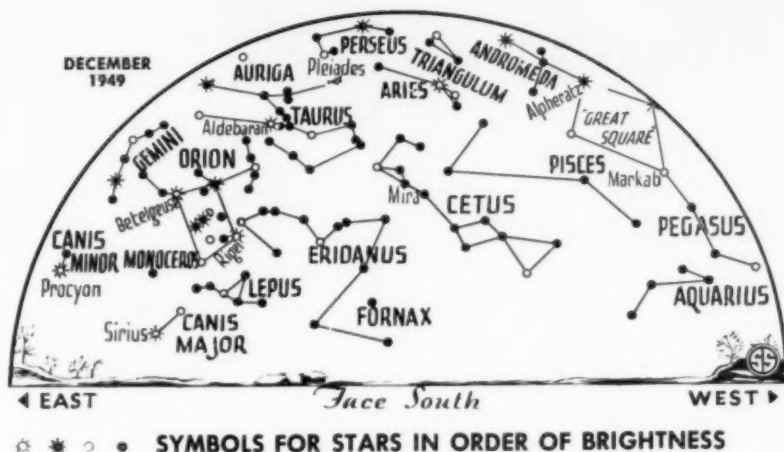 DECEMBER
1949
PERSEUS
Pleiades
AURIGA
TRIANGULUM
ANDROMEDA
ARIES
Alpheratz
TAURUS
Aldebaran
"GREAT
SQUARE"
GEMINI
ORION
PISCES
Markab
Betelgeus
Mira
CETUS
PEGASUS
CANIS
MINOR
MONOCEROS
Rigel
ERIDANUS
Procyon
LEPUS
AQUARIUS
FORNAX
Sirius
CANIS
MAJOR
SS
◄ EAST Face South WEST ►
SYMBOLS FOR STARS IN ORDER OF BRIGHTNESS